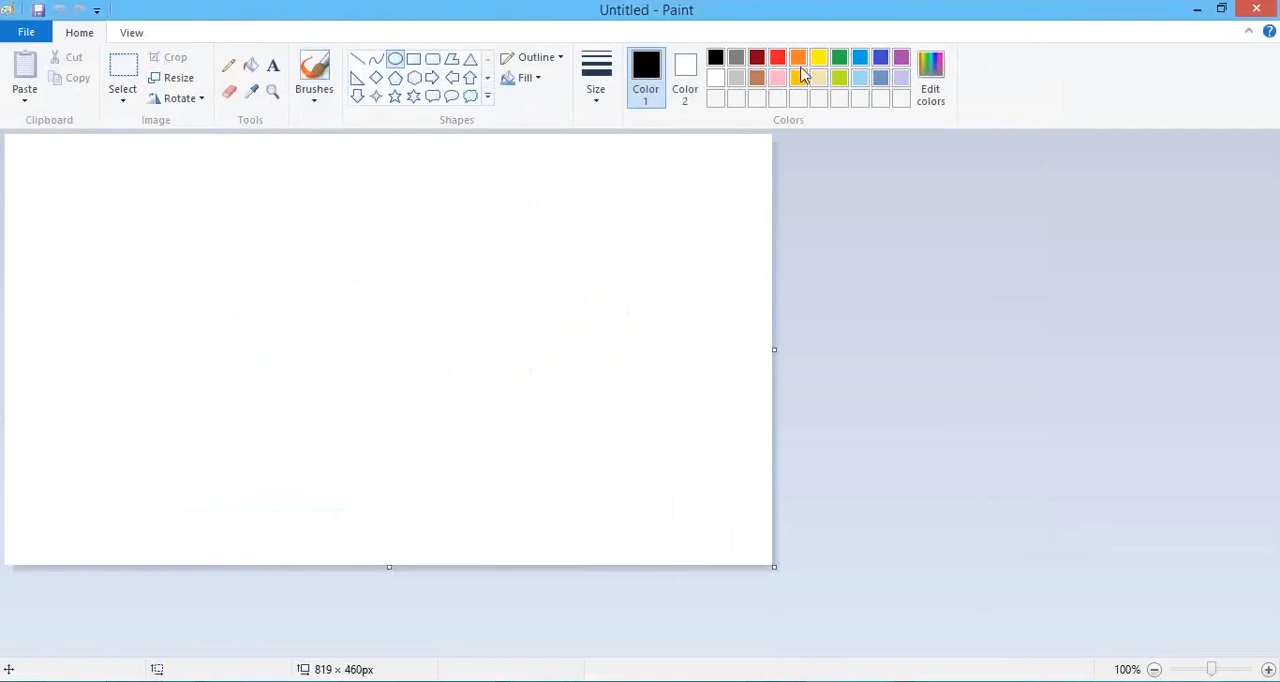 Untitled - Paint
File Home View
Paste
Cut
Copy
Clipboard
Select
Crop
Resize
Rotate
Image
A
Tools
Brushes
Shapes
Outline
Fill
Size
Color 1
Color 2
Colors
Edit colors
819 × 460px
100%